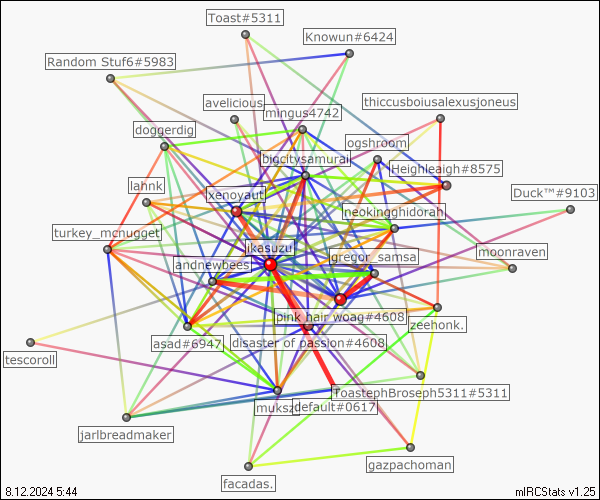 Toast#5311
Knowun#6424
Random Stuf6#5983
avelicious
thiccusboiusalexusjoneus
mingus4742
doggerdig
ogshroom
bigcitysamurai
Heighleaigh#8575
lahnk
xenoyaut
Duck™#9103
neokingghidorah
turkey_mcnugget
jkasuzu
gregor_samsa
moonraven
andnewbees
pink hair woag#4608
zeehonk.
asad#6947
disaster of passion#4608
tescoroll
ToastephBroseph5311#5311
muksz
default#0617
jarlbreadmaker
gazpachoman
facadas.
8.12.2024 5:44
mIRCStats v1.25